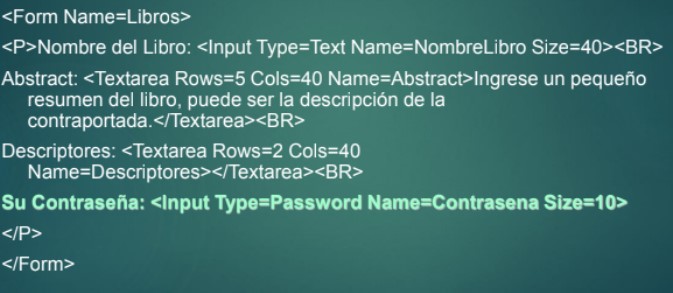 <Form Name=Libros>
<P>Nombre del Libro: <Input Type=Text Name=NombreLibro Size=40><BR>
Abstract: <Textarea Rows=5 Cols=40 Name=Abstract>Ingrese un pequeño
resumen del libro, puede ser la descripción de la
contraportada.</Textarea><BR>
Descriptores: <Textarea Rows=2 Cols=40
Name=Descriptores></Textarea><BR>
Su Contraseña: <Input Type=Password Name=Contrasena Size=10>
</P>
</Form>